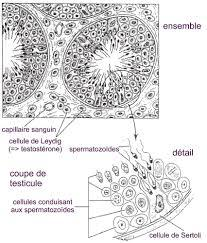 ensemble
capillaire sanguin
cellule de Leydig
(=> testostérone)
spermatozoïdes
détail
coupe de
testicule
cellules conduisant
aux spermatozoïdes
cellule de Sertoli